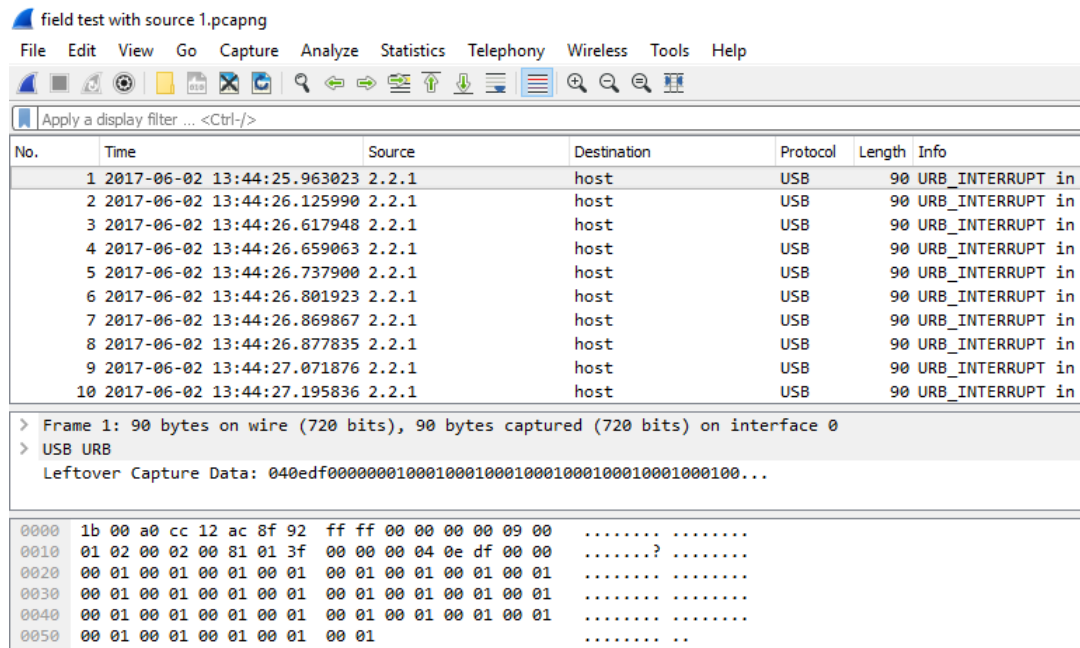 field test with source 1.pcapng
File Edit View Go Capture Analyze Statistics Telephony Wireless Tools Help
Apply a display filter ... <Ctrl-/>
No. Time Source Destination Protocol Length Info
1 2017-06-02 13:44:25.963023 2.2.1 host USB 90 URB_INTERRUPT in
2 2017-06-02 13:44:26.125990 2.2.1 host USB 90 URB_INTERRUPT in
3 2017-06-02 13:44:26.617948 2.2.1 host USB 90 URB_INTERRUPT in
4 2017-06-02 13:44:26.659063 2.2.1 host USB 90 URB_INTERRUPT in
5 2017-06-02 13:44:26.737900 2.2.1 host USB 90 URB_INTERRUPT in
6 2017-06-02 13:44:26.801923 2.2.1 host USB 90 URB_INTERRUPT in
7 2017-06-02 13:44:26.869867 2.2.1 host USB 90 URB_INTERRUPT in
8 2017-06-02 13:44:26.877835 2.2.1 host USB 90 URB_INTERRUPT in
9 2017-06-02 13:44:27.071876 2.2.1 host USB 90 URB_INTERRUPT in
10 2017-06-02 13:44:27.195836 2.2.1 host USB 90 URB_INTERRUPT in
> Frame 1: 90 bytes on wire (720 bits), 90 bytes captured (720 bits) on interface 0
> USB URB
Leftover Capture Data: 040edf00000001000100010001000100010001000100...
0000 1b 00 a0 cc 12 ac 8f 92 ff ff 00 00 00 00 09 00 ........ ........
0010 01 02 00 02 00 81 01 3f 00 00 00 04 0e df 00 00 .......? ........
0020 00 01 00 01 00 01 00 01 00 01 00 01 00 01 00 01 ........ ........
0030 00 01 00 01 00 01 00 01 00 01 00 01 00 01 00 01 ........ ........
0040 00 01 00 01 00 01 00 01 00 01 00 01 00 01 00 01 ........ ........
0050 00 01 00 01 00 01 00 01 00 01 ........ ..